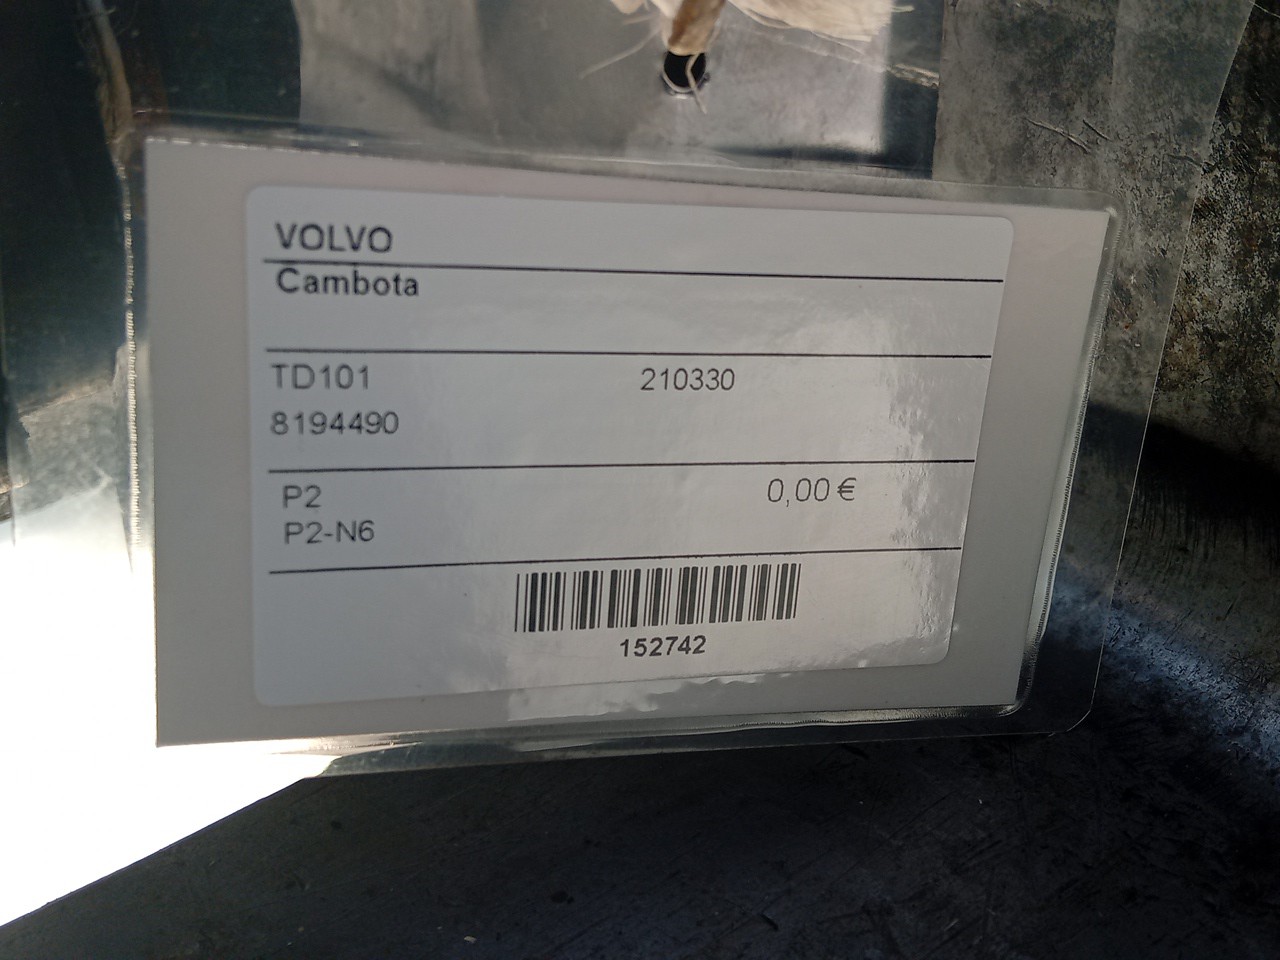 VOLVO
Cambota
TD101 210330
8194490
P2 0,00 €
P2-N6
152742